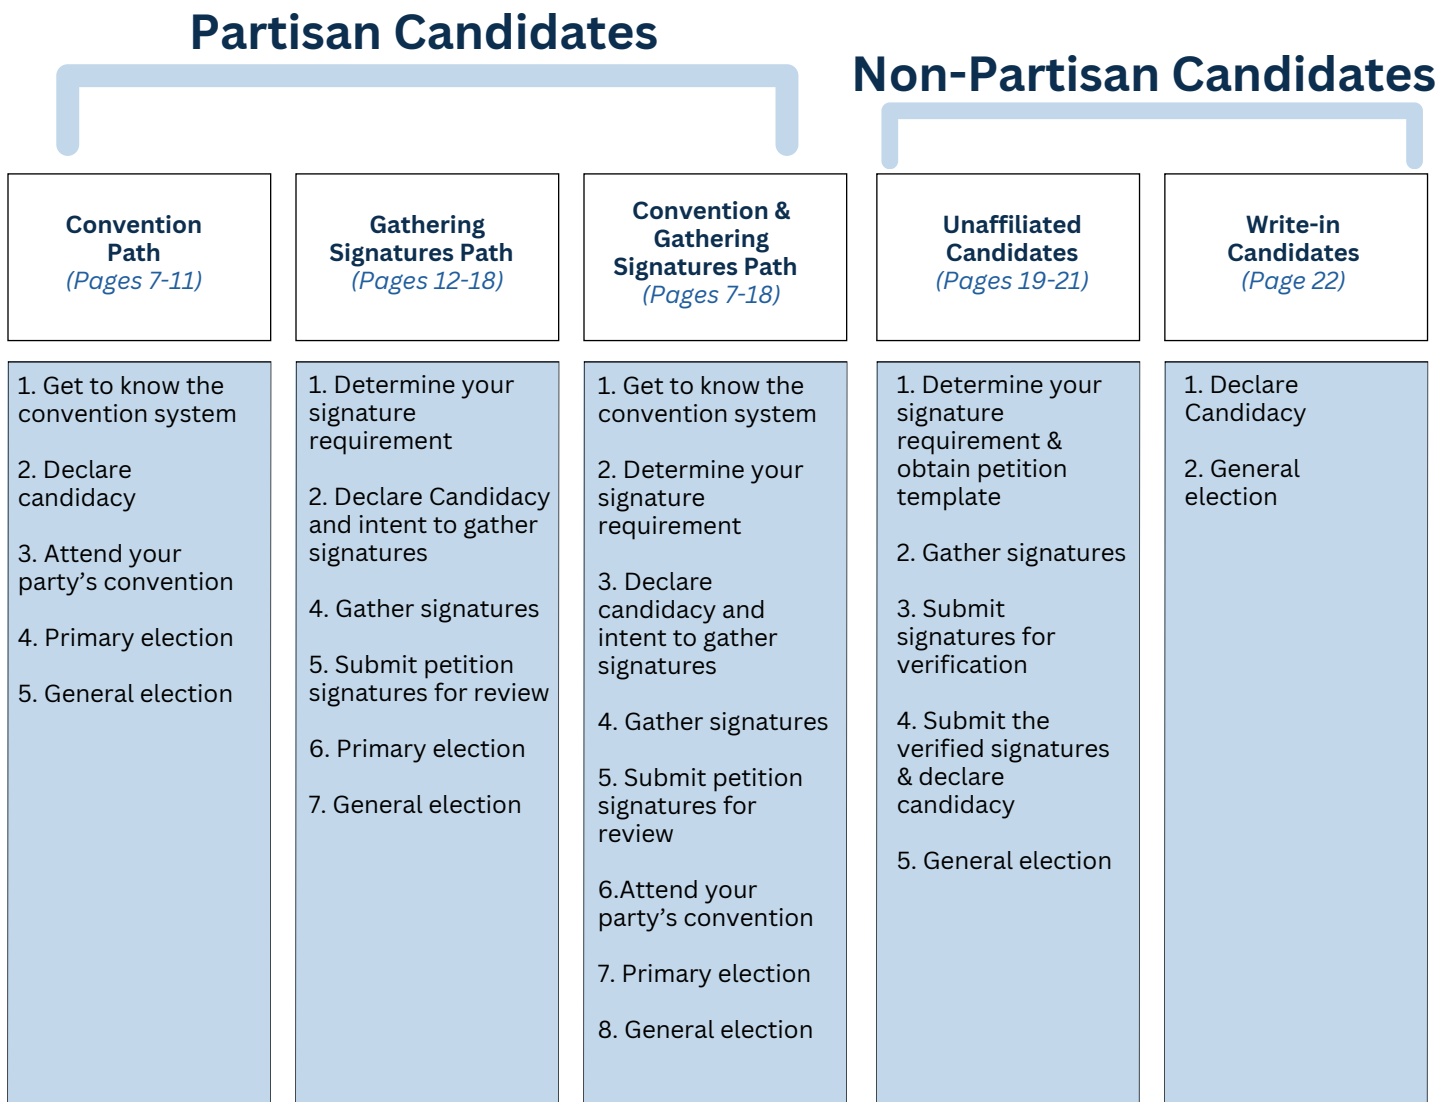 Partisan Candidates
Non-Partisan Candidates
Convention
Path
(Pages 7-11)
Gathering
Signatures Path
(Pages 12-18)
Convention &
Gathering
Signatures Path
(Pages 7-18)
Unaffiliated
Candidates
(Pages 19-21)
Write-in
Candidates
(Page 22)
1. Get to know the
convention system
2. Declare
candidacy
3. Attend your
party’s convention
4. Primary election
5. General election
1. Determine your
signature
requirement
2. Declare Candidacy
and intent to gather
signatures
4. Gather signatures
5. Submit petition
signatures for review
6. Primary election
7. General election
1. Get to know the
convention system
2. Determine your
signature
requirement
3. Declare
candidacy and
intent to gather
signatures
4. Gather signatures
5. Submit petition
signatures for
review
6.Attend your
party’s convention
7. Primary election
8. General election
1. Determine your
signature
requirement &
obtain petition
template
2. Gather signatures
3. Submit
signatures for
verification
4. Submit the
verified signatures
& declare
candidacy
5. General election
1. Declare
Candidacy
2. General
election